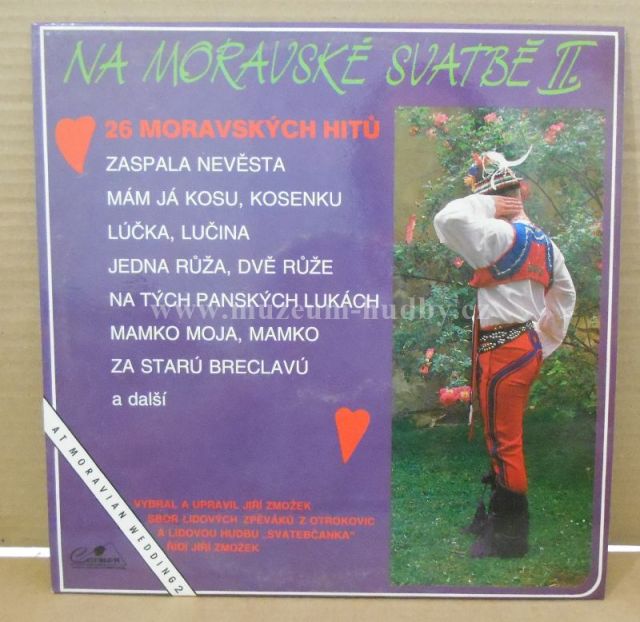 NA MORAVSKÉ SVATBĚ II.
26 MORAVSKÝCH HITŮ
ZASPALA NEVĚSTA
MÁM JÁ KOSU, KOSENKU
LÚČKA, LUČINA
JEDNA RŮŽA, DVĚ RŮŽE
NA TÝCH PANSKÝCH LUKÁCH
www.muzeum-hudby.cz
MAMKO MOJA, MAMKO
ZA STARÚ BRECLAVÚ
a další
AT MORAVIAN WEDDING 2
VYBRAL A UPRAVIL JIŘÍ ZMOŽEK
SBOR LIDOVÝCH ZPĚVÁKŮ Z OTROKOVIC
A LIDOVOU HUDBU „SVATEBČANKA"
ŘÍDÍ JIŘÍ ZMOŽEK